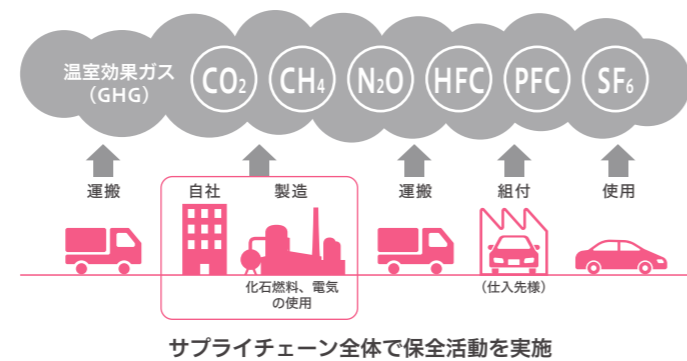 温室効果ガス
（GHG）
CO2
CH4
N2O
HFC
PFC
SF6
運搬
自社
製造
運搬
組付
使用
化石燃料、電気
の使用
（仕入先様）
サプライチェーン全体で保全活動を実施